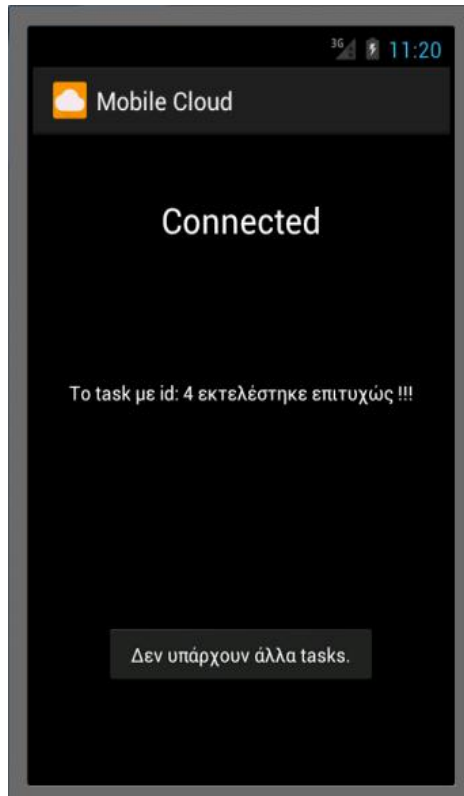 3G 11:20
Mobile Cloud
Connected
Το task με id: 4 εκτελέστηκε επιτυχώς !!!
Δεν υπάρχουν άλλα tasks.